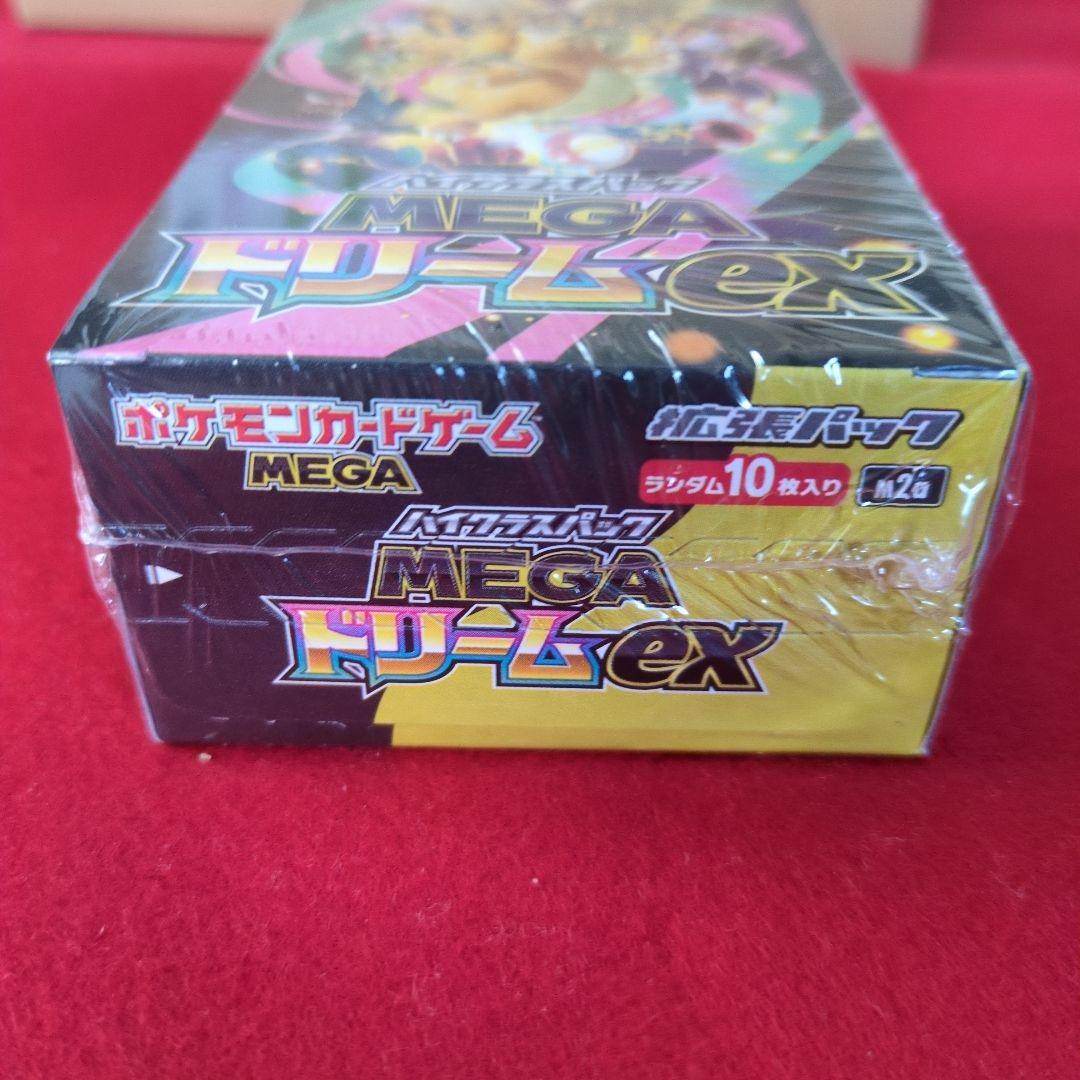 ハイクラスパック
MEGA
ドリームex
ポケモンカードゲーム
MEGA
拡張パック
ランダム10枚入り
M2a
ハイクラスパック
MEGA
ドリームex